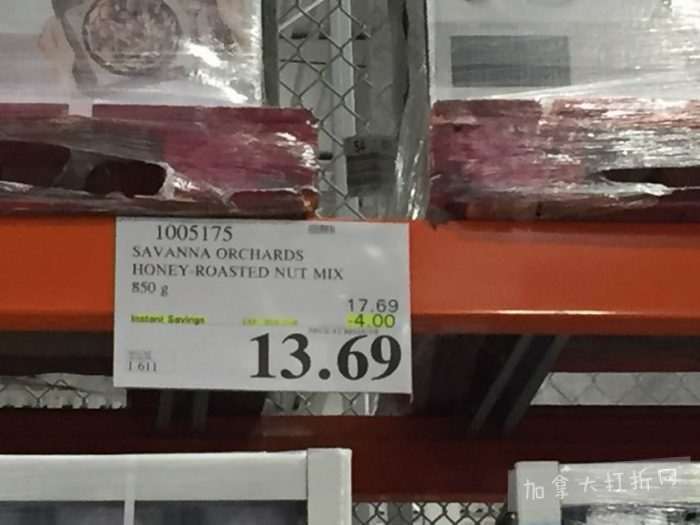 54
1005175
SAVANNA ORCHARDS
HONEY-ROASTED NUT MIX
850 g
17.69
Instant Savings
-4.00
13.69
1.611
加拿大打折网